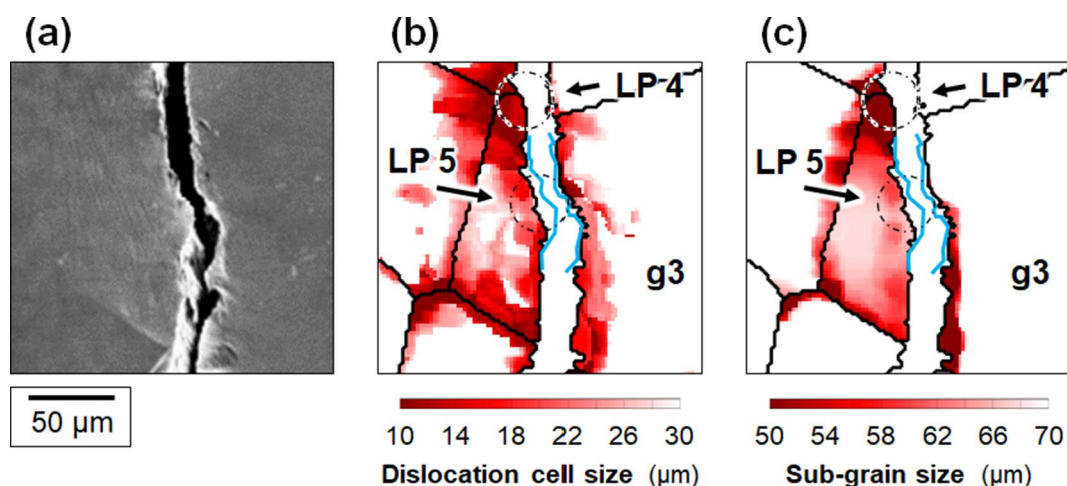 (a)
(b)
(c)
LP 4
LP 4
LP 5
LP 5
g3
g3
50 µm
10 14 18 22 26 30
50 54 58 62 66 70
Dislocation cell size (µm)
Sub-grain size (µm)